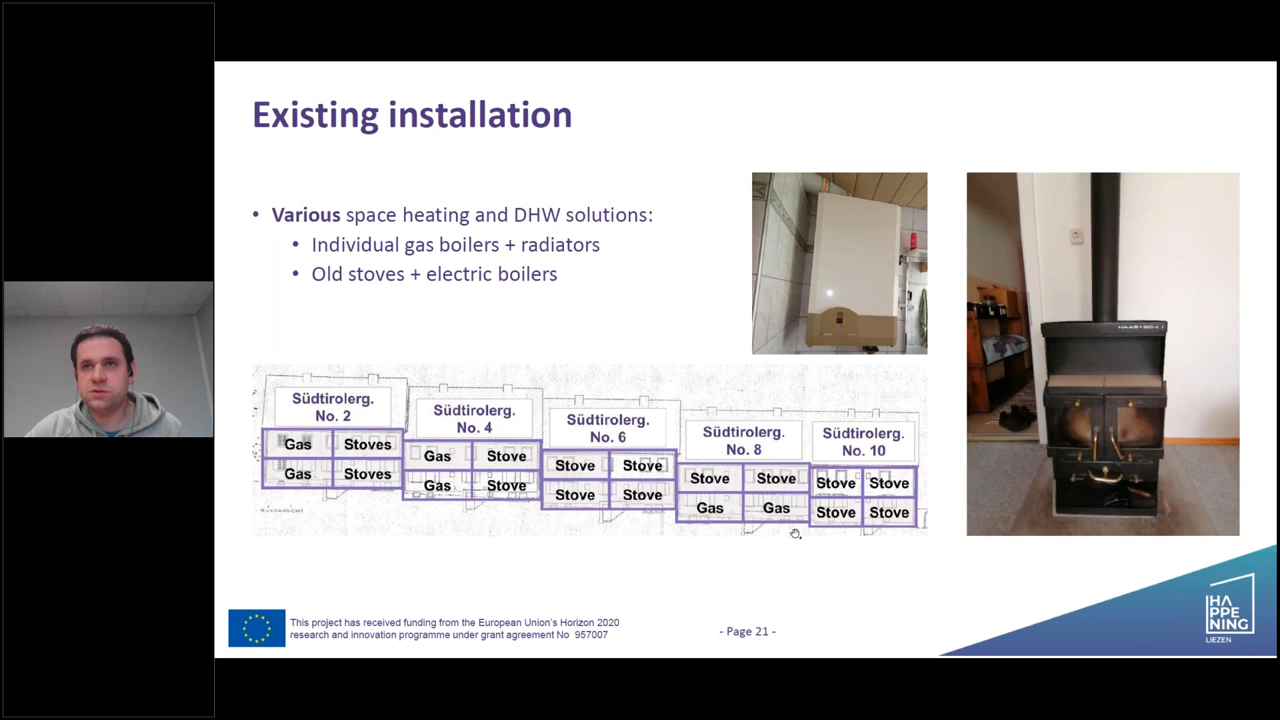 Existing installation
• Various space heating and DHW solutions:
• Individual gas boilers + radiators
• Old stoves + electric boilers
Südtirolerg.
No. 2
Südtirolerg.
No. 4
Südtirolerg.
No. 6
Südtirolerg.
No. 8
Südtirolerg.
No. 10
Gas Stoves
Gas Stoves
Gas Stove
Gas Stove
Stove Stove
Stove Stove
Stove Stove
Gas Gas
Stove Stove
Stove Stove
This project has received funding from the European Union's Horizon 2020
research and innovation programme under grant agreement No 957007
- Page 21 -
HAPPENING
LIEZEN